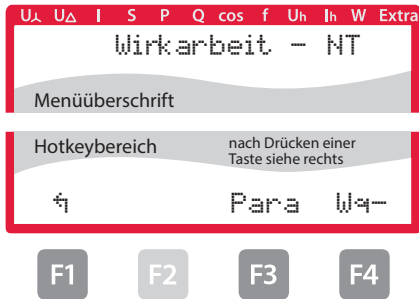 U⅄ U△ I S P Q cos f Uh Ih W Extra
Wirkarbeit - NT
Menüüberschrift
Hotkeybereich nach Drücken einer
Taste siehe rechts
↰ Para Wq-
F1 F2 F3 F4